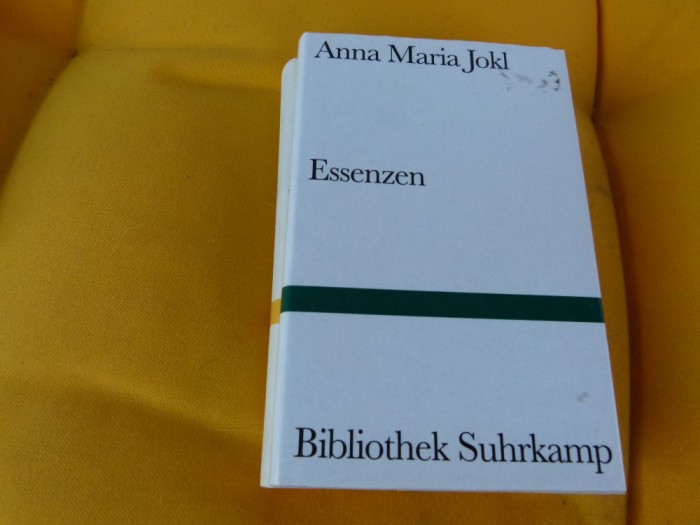 Anna Maria Jokl
Essenzen
Bibliothek Suhrkamp